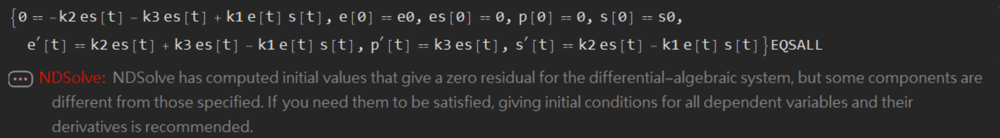 {0 == -k2 es[t] - k3 es[t] + k1 e[t] s[t], e[0] == e0, es[0] == 0, p[0] == 0, s[0] == s0,
e′[t] == k2 es[t] + k3 es[t] - k1 e[t] s[t], p′[t] == k3 es[t], s′[t] == k2 es[t] - k1 e[t] s[t]}EQSALL
... NDSolve: NDSolve has computed initial values that give a zero residual for the differential-algebraic system, but some components are
different from those specified. If you need them to be satisfied, giving initial conditions for all dependent variables and their
derivatives is recommended.